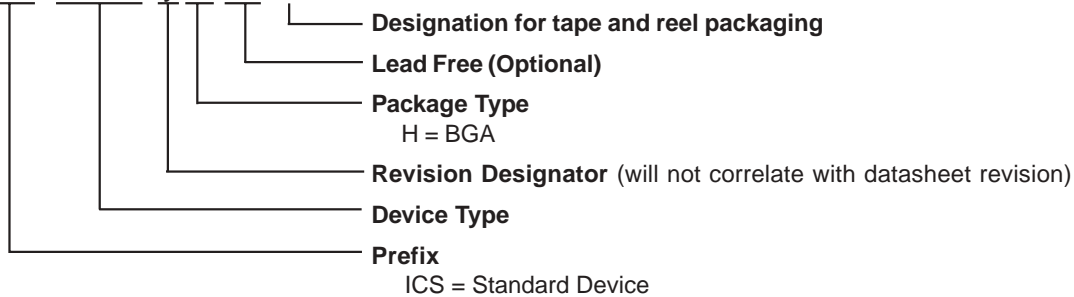 Designation for tape and reel packaging
Lead Free (Optional)
Package Type
H = BGA
Revision Designator (will not correlate with datasheet revision)
Device Type
Prefix
ICS = Standard Device